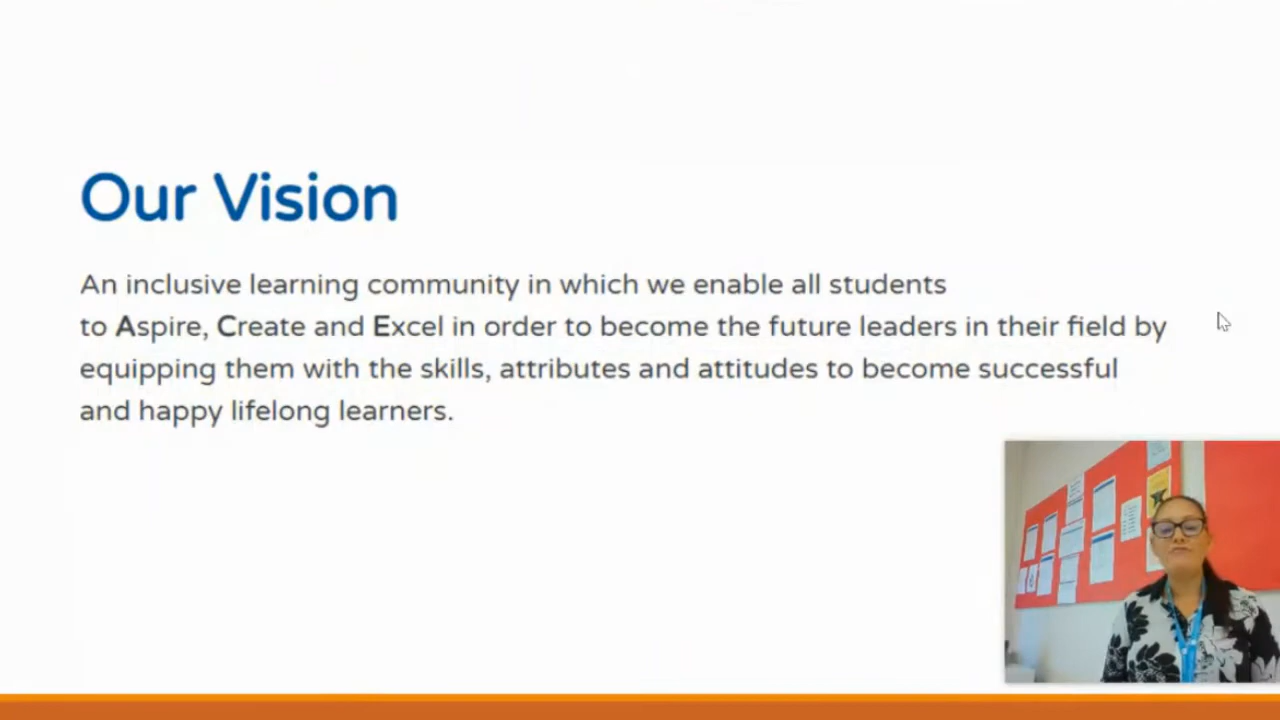 Our Vision
An inclusive learning community in which we enable all students
to Aspire, Create and Excel in order to become the future leaders in their field by
equipping them with the skills, attributes and attitudes to become successful
and happy lifelong learners.